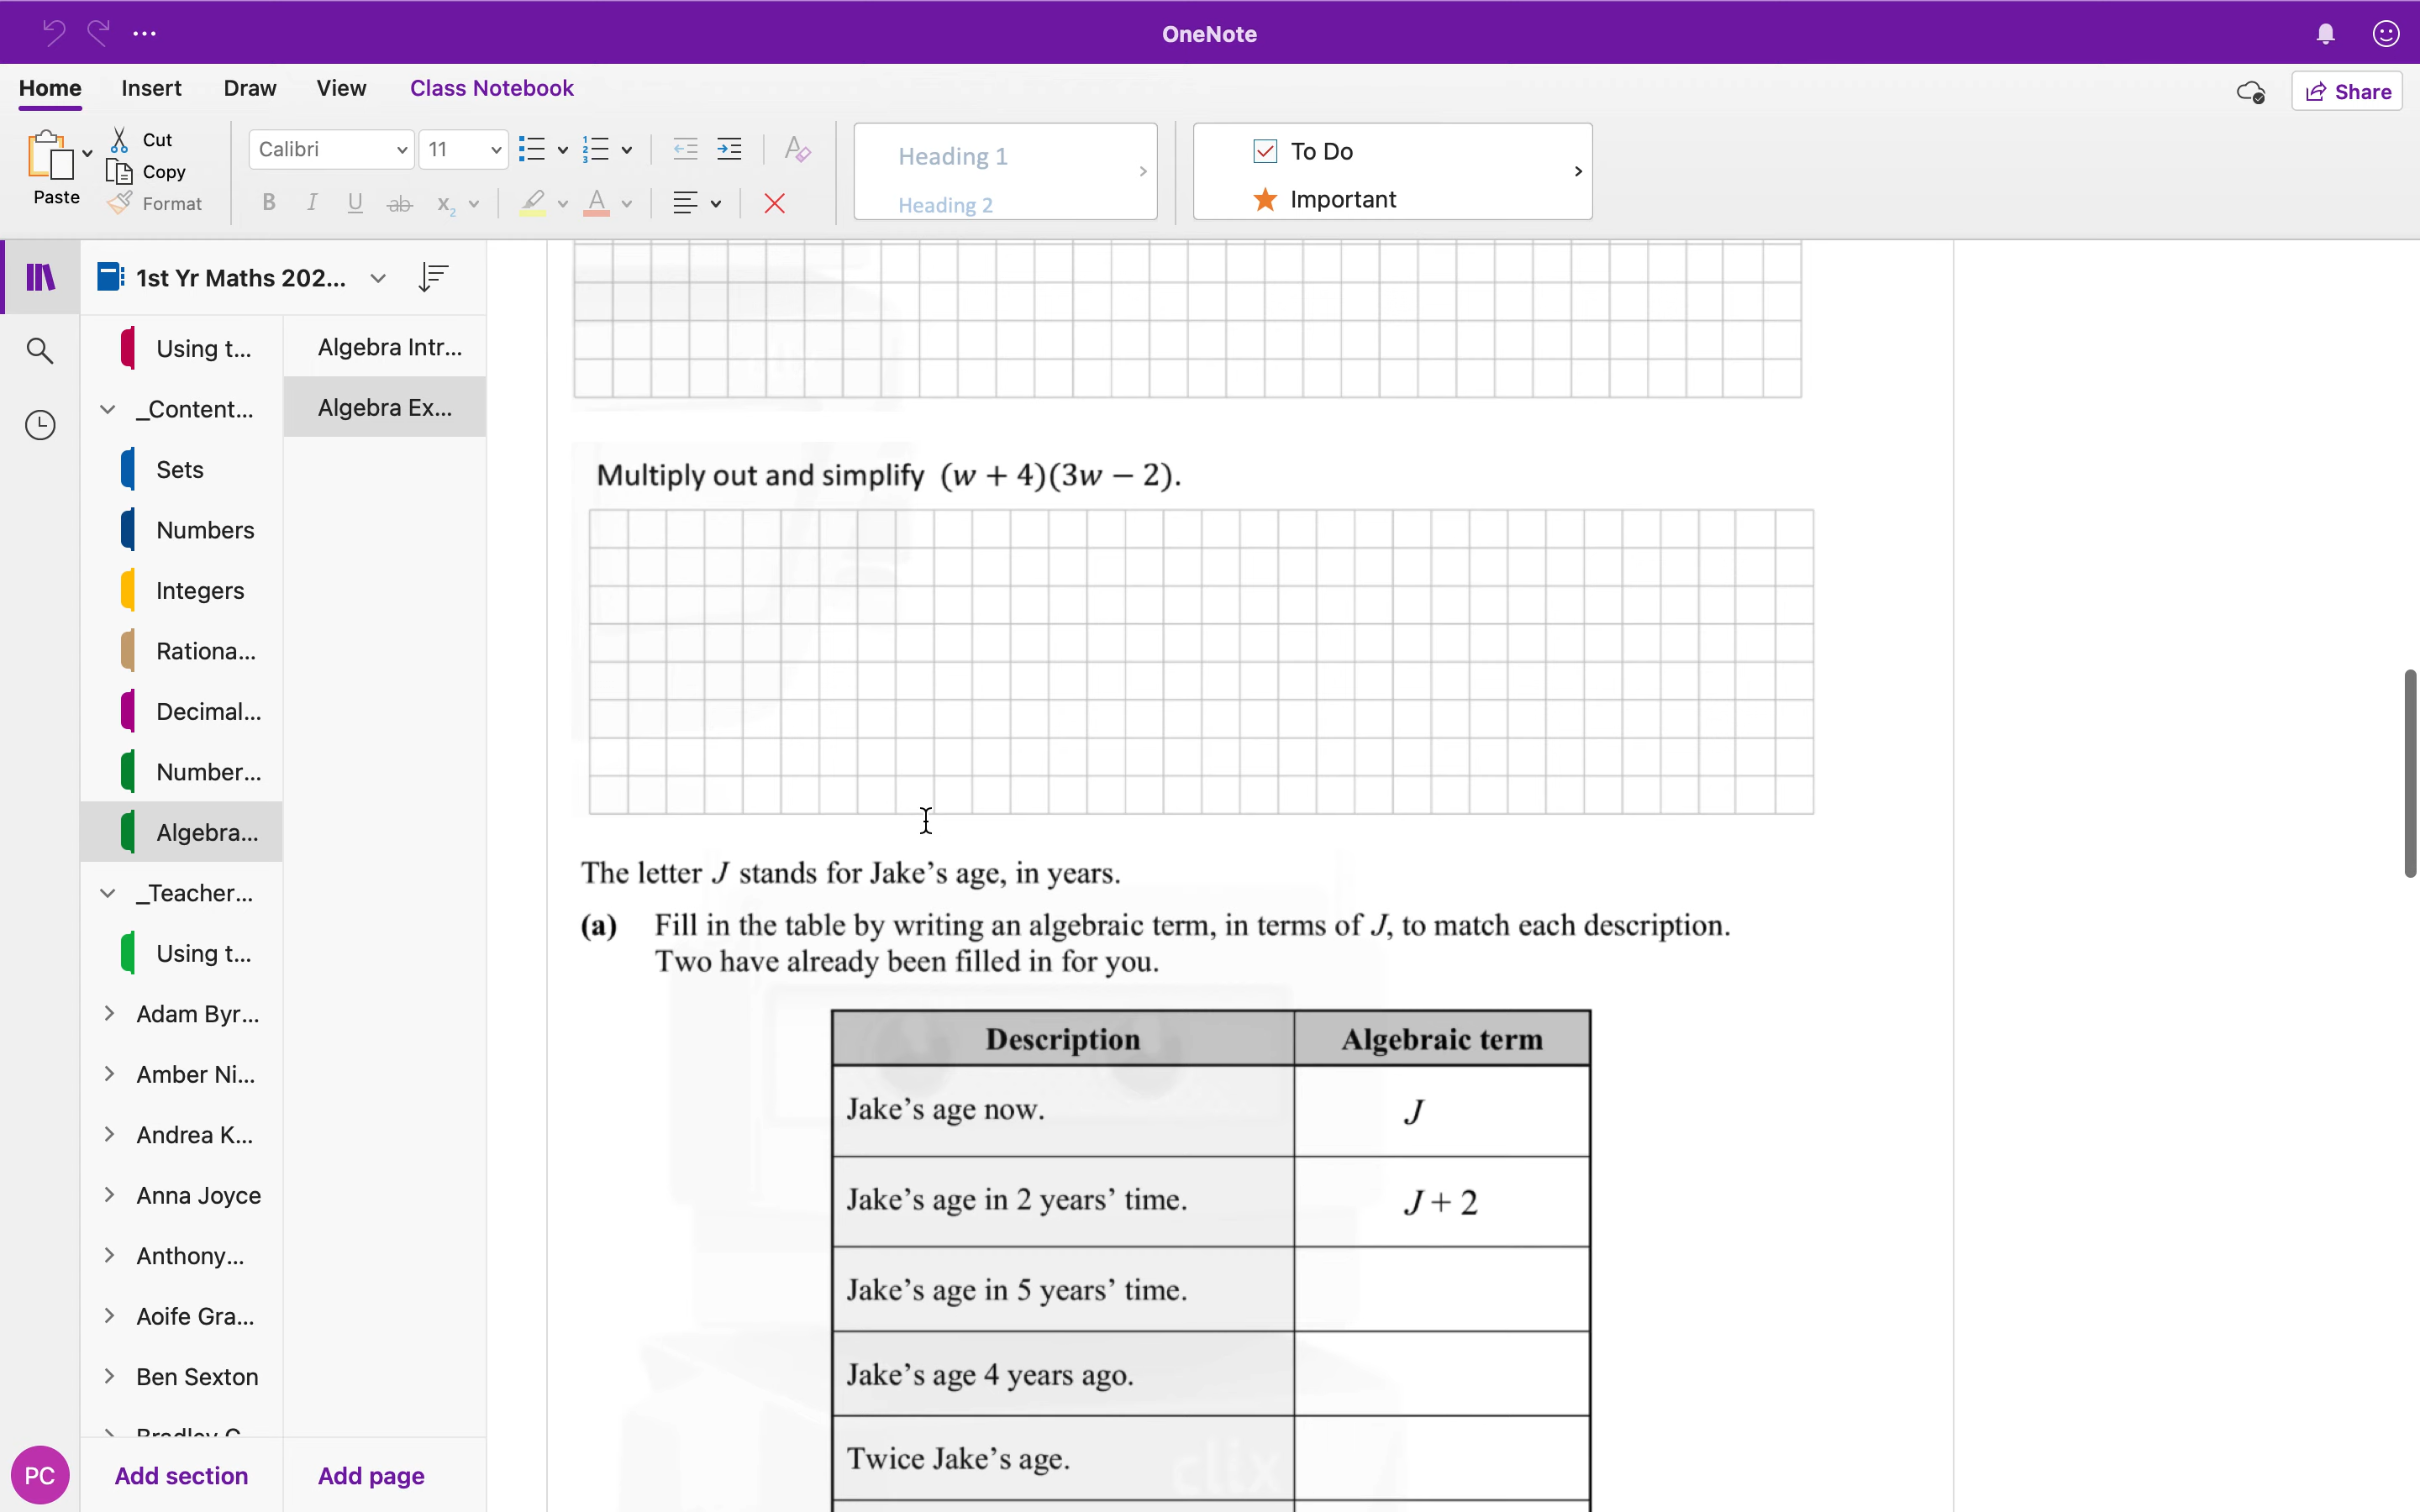 OneNote
Home Insert Draw View Class Notebook
Share
Paste
Cut
Copy
Format
Calibri
11
Heading 1
Heading 2
To Do
Important
1st Yr Maths 202...
Using t...
_Content...
Sets
Numbers
Integers
Rationa...
Decimal...
Number...
Algebra...
_Teacher...
Using t...
Adam Byr...
Amber Ni...
Andrea K...
Anna Joyce
Anthony...
Aoife Gra...
Ben Sexton
Add section
PC
Algebra Intr...
Algebra Ex...
Add page
Multiply out and simplify (w + 4)(3w − 2).
The letter J stands for Jake's age, in years.
(a) Fill in the table by writing an algebraic term, in terms of J, to match each description.
Two have already been filled in for you.
Description Algebraic term
Jake's age now. J
Jake's age in 2 years' time. J + 2
Jake's age in 5 years' time.
Jake's age 4 years ago.
Twice Jake's age.